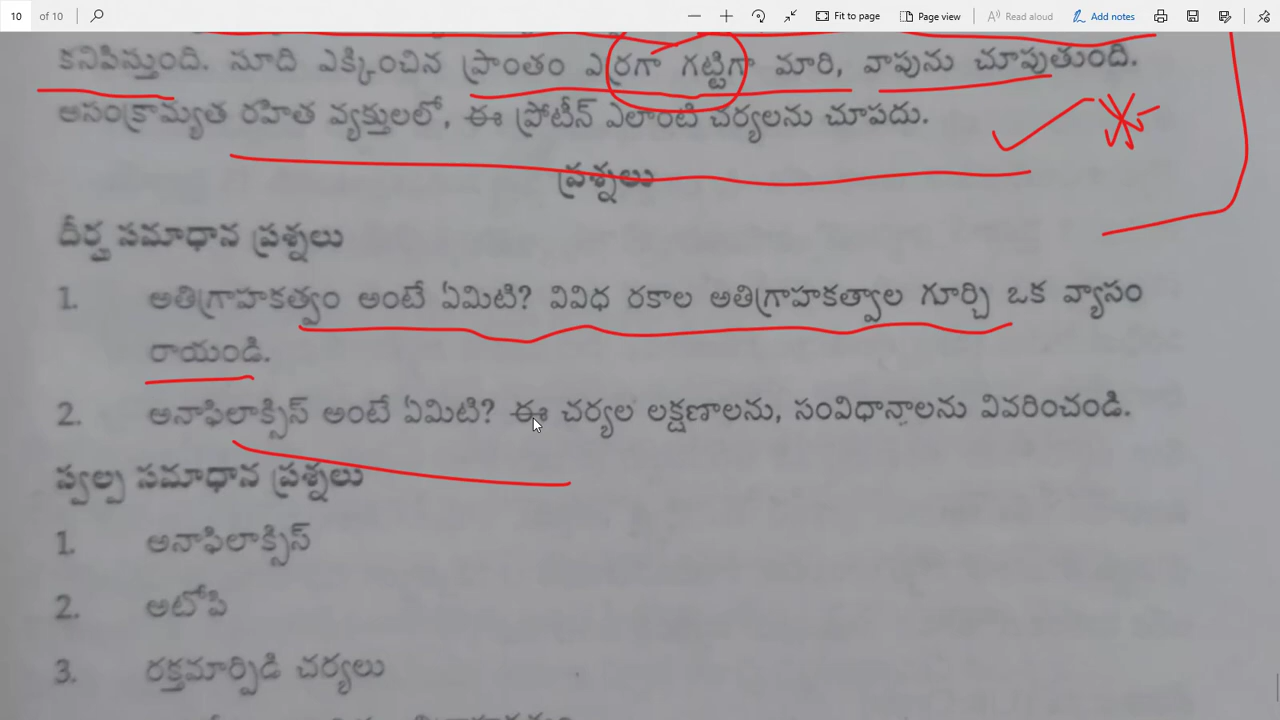 10 of 10 Fit to page Page view Read aloud Add notes
కనిపిస్తుంది. సూది ఎక్కించిన ప్రాంతం ఎర్రగా గట్టిగా మారి, వాపును చూపుతుంది.
అసంక్రామ్యత రహిత వ్యక్తులలో, ఈ ప్రోటీన్ ఎలాంటి చర్యలను చూపదు.
ప్రశ్నలు
దీర్ఘ సమాధాన ప్రశ్నలు
1. అతిగ్రాహకత్వం అంటే ఏమిటి? వివిధ రకాల అతిగ్రాహకత్వాల గూర్చి ఒక వ్యాసం
రాయండి.
2. అనాఫిలాక్సిస్ అంటే ఏమిటి? ఈ చర్యల లక్షణాలను, సంవిధానాలను వివరించండి.
స్వల్ప సమాధాన ప్రశ్నలు
1. అనాఫిలాక్సిస్
2. అటోపి
3. రక్తమార్పిడి చర్యలు